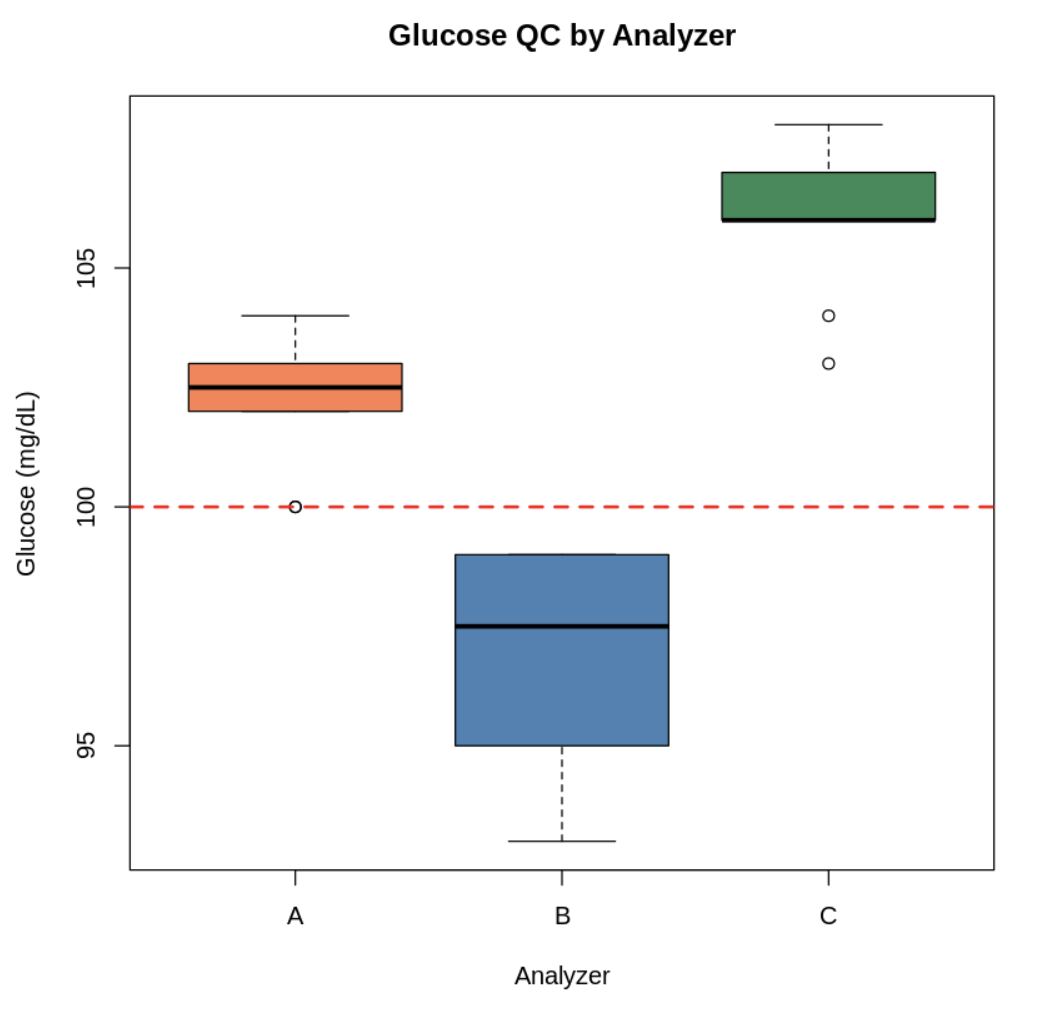 Glucose QC by Analyzer
Glucose (mg/dL)
105
100
95
A B C
Analyzer